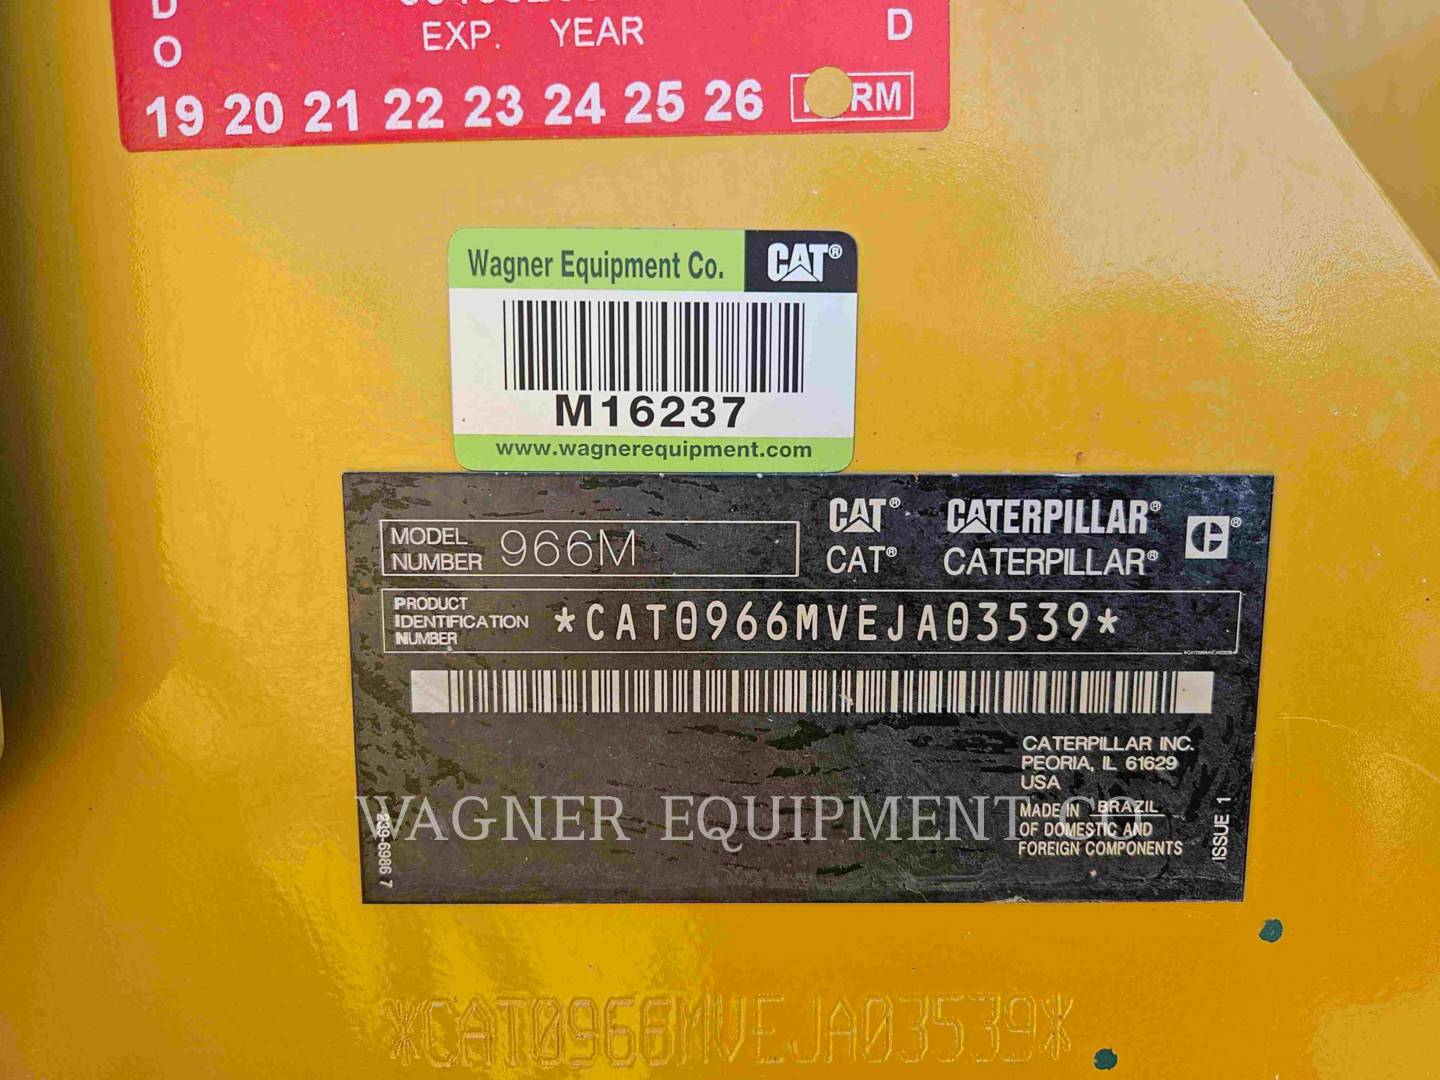 D
O
EXP. YEAR
D
19 20 21 22 23 24 25 26
Wagner Equipment Co. CAT®
M16237
www.wagnerequipment.com
MODEL NUMBER 966M
CAT® CATERPILLAR®
CAT® CATERPILLAR®
PRODUCT IDENTIFICATION NUMBER *CAT0966MVEJA03539*
CATERPILLAR INC.
PEORIA, IL 61629
USA
MADE IN BRAZIL
OF DOMESTIC AND
FOREIGN COMPONENTS
ISSUE 1
239-6986 7
WAGNER EQUIPMENT CO.
*CAT0966MVEJA03539*